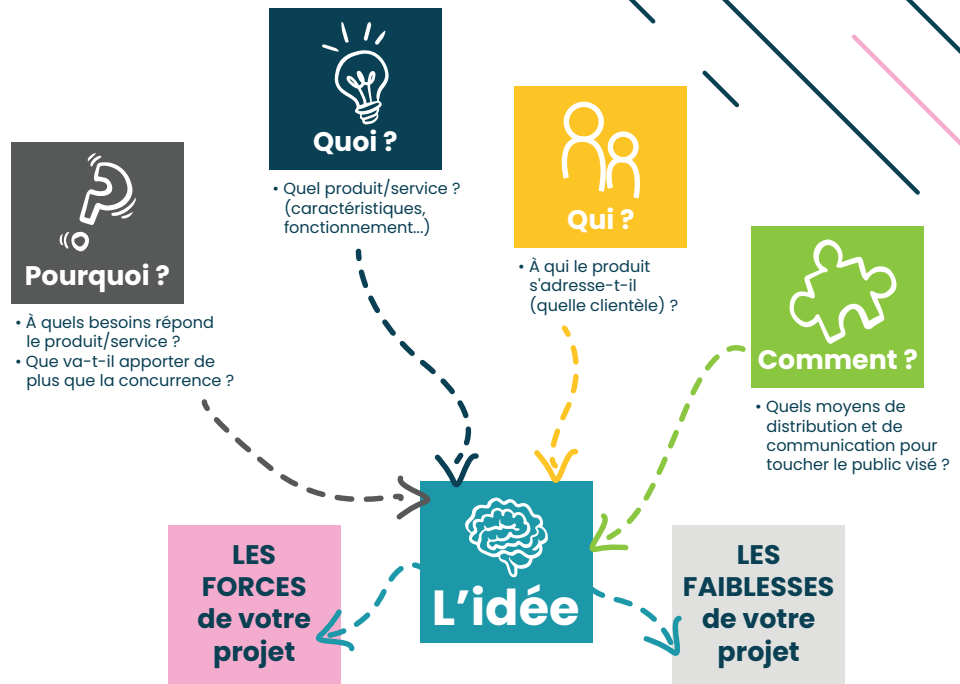 Pourquoi ?
• À quels besoins répond
le produit/service ?
• Que va-t-il apporter de
plus que la concurrence ?
Quoi ?
• Quel produit/service ?
(caractéristiques,
fonctionnement...)
Qui ?
• À qui le produit
s'adresse-t-il
(quelle clientèle) ?
Comment ?
• Quels moyens de
distribution et de
communication pour
toucher le public visé ?
L’idée
LES
FORCES
de votre
projet
LES
FAIBLESSES
de votre
projet